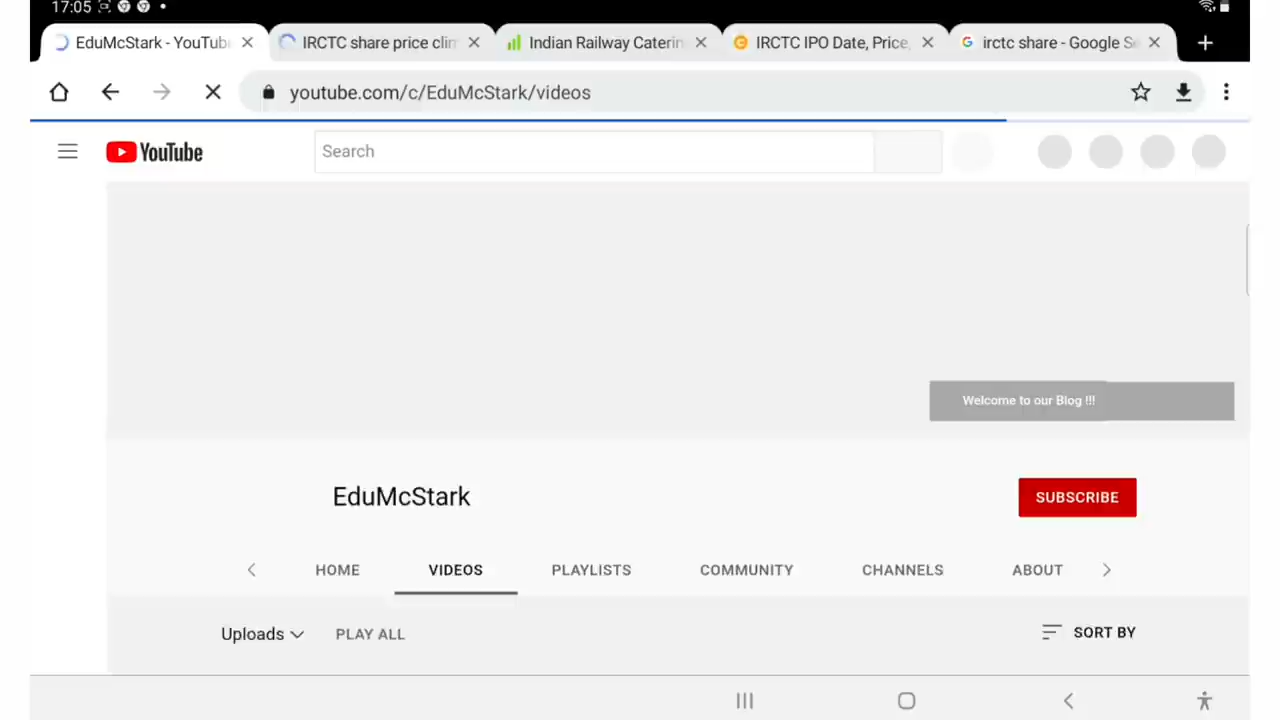 17:05
EduMcStark - YouTub IRCTC share price clim Indian Railway Caterin IRCTC IPO Date, Price, irctc share - Google Se
youtube.com/c/EduMcStark/videos
YouTube Search
Welcome to our Blog !!!
EduMcStark SUBSCRIBE
HOME VIDEOS PLAYLISTS COMMUNITY CHANNELS ABOUT
Uploads PLAY ALL SORT BY